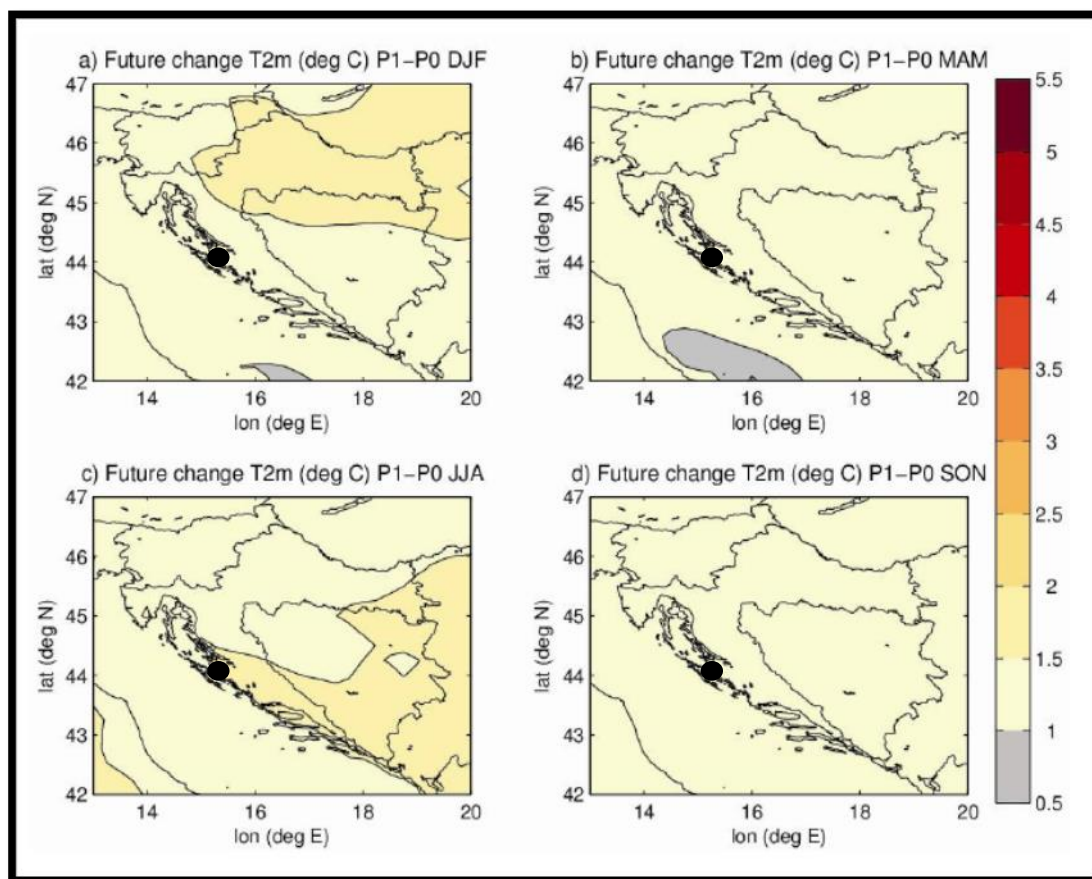 a) Future change T2m (deg C) P1-P0 DJF
47
46
45
44
43
42
lat (deg N)
14 16 18 20
lon (deg E)
b) Future change T2m (deg C) P1-P0 MAM
47
46
45
44
43
42
lat (deg N)
14 16 18 20
lon (deg E)
c) Future change T2m (deg C) P1-P0 JJA
47
46
45
44
43
42
lat (deg N)
14 16 18 20
lon (deg E)
d) Future change T2m (deg C) P1-P0 SON
47
46
45
44
43
42
lat (deg N)
14 16 18 20
lon (deg E)
5.5
5
4.5
4
3.5
3
2.5
2
1.5
1
0.5